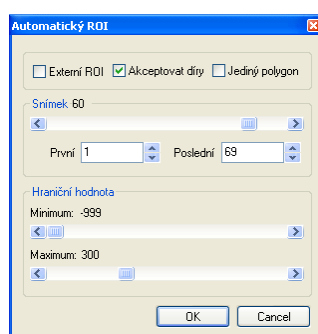 Automatický ROI
Externí ROI Akceptovat díry Jediný polygon
Snímek 60
První 1 Poslední 69
Hraniční hodnota
Minimum: -999
Maximum: 300
OK Cancel